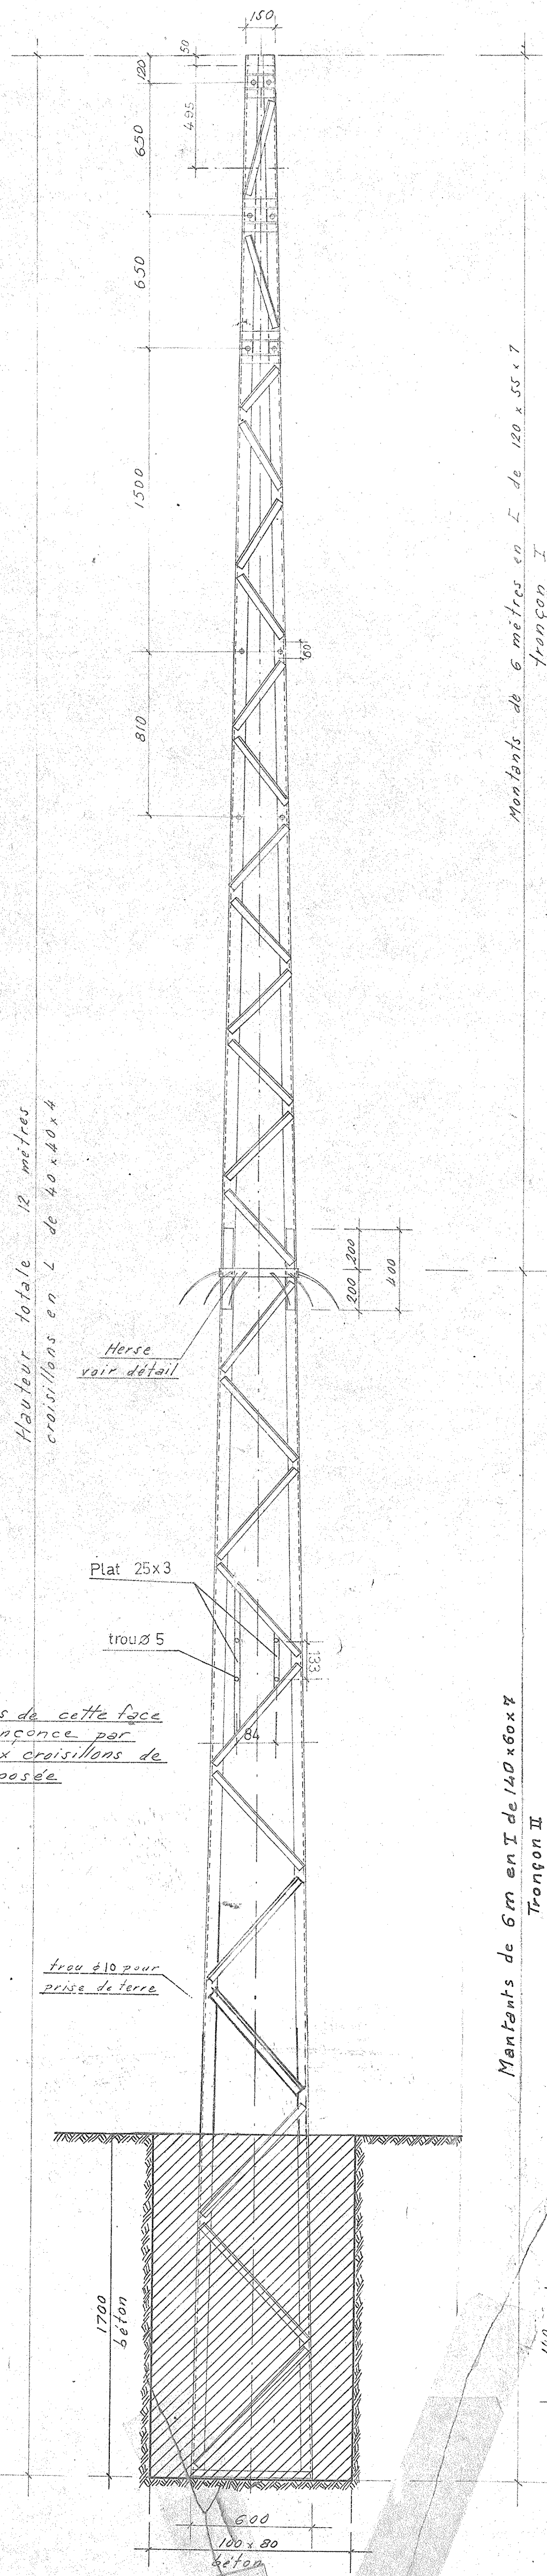 150
50
120
495
650
650
1500
60
810
Montants de 6 mètres en I de 120 x 55 x 7
tronçon I
Hauteur totale 12 mètres
croisillons en L de 40 x 40 x 4
200
200
400
Herse
voir détail
Plat 25x3
trou ø 5
133
84
s de cette face
nçonce par
x croisillons de
posée
trou ø 10 pour
prise de terre
Mantants de 6 m en I de 140 x 60 x 7
Tronçon II
1700
béton
600
100 x 80
béton